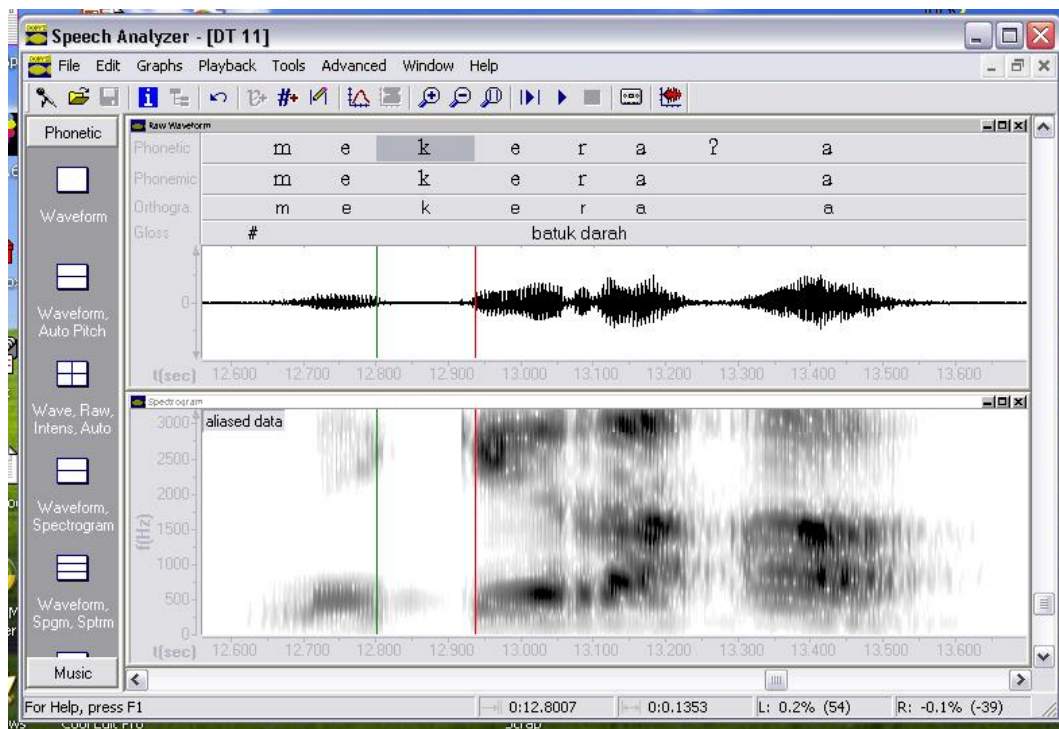 Speech Analyzer - [DT 11]
File Edit Graphs Playback Tools Advanced Window Help
Phonetic
Waveform
Waveform, Auto Pitch
Wave, Raw, Intens, Auto
Waveform, Spectrogram
Waveform, Spgm, Sptrm
Music
Raw Waveform
Phonetic m e k e r a ? a
Phonemic m e k e r a a
Orthogra. m e k e r a a
Gloss # batuk darah
0
t(sec) 12.600 12.700 12.800 12.900 13.000 13.100 13.200 13.300 13.400 13.500 13.600
Spectrogram
aliased data
f(Hz)
3000
2500
2000
1500
1000
500
0
t(sec) 12.600 12.700 12.800 12.900 13.000 13.100 13.200 13.300 13.400 13.500 13.600
For Help, press F1 0:12.8007 0:0.1353 L: 0.2% (54) R: -0.1% (-39)